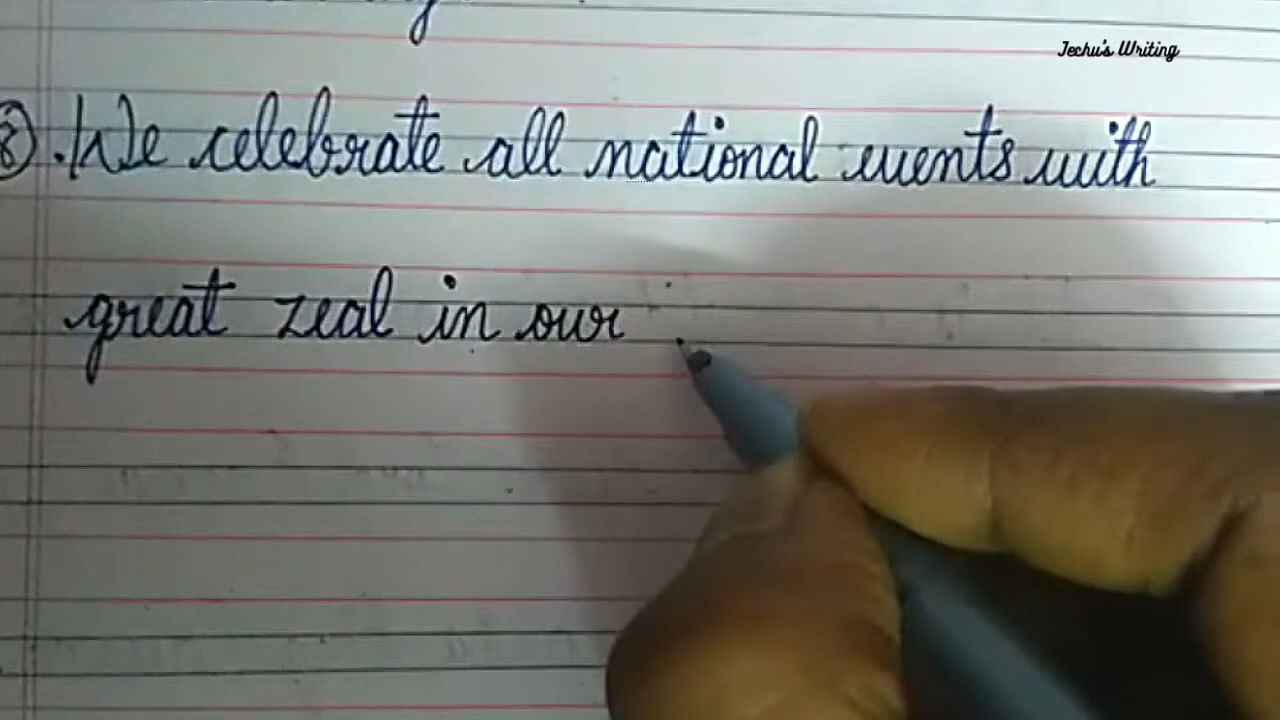 Jechu's Writing
8). We celebrate all national events with
great zeal in our